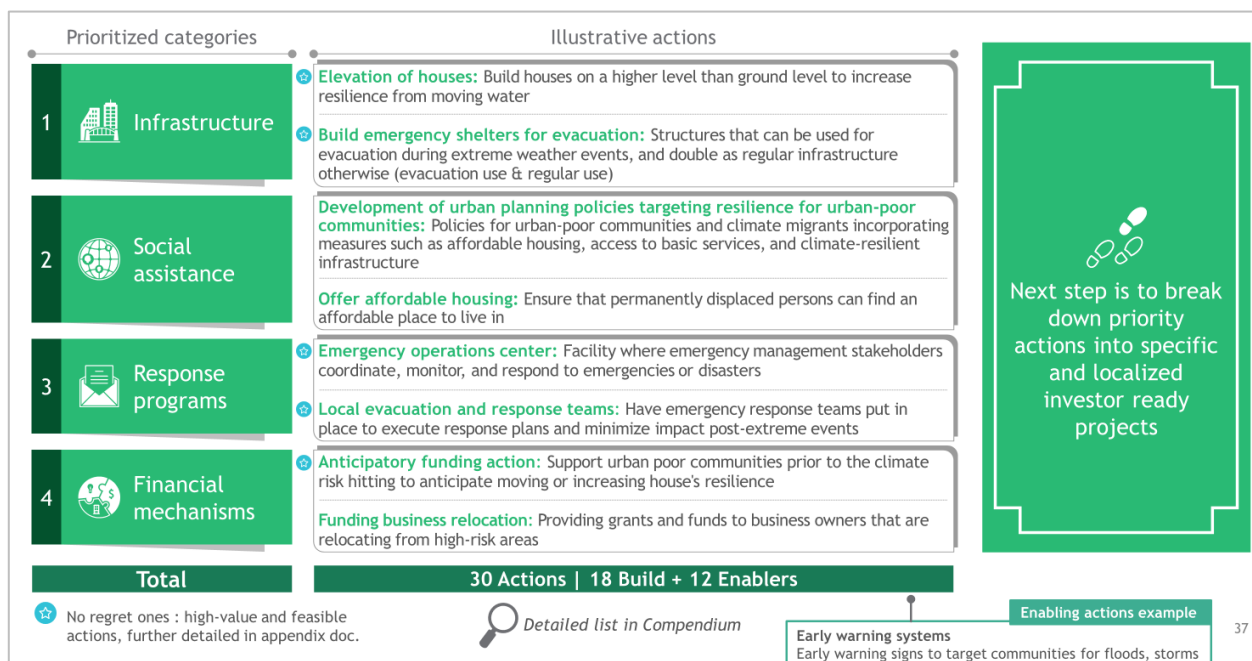 Prioritized categories
Illustrative actions
1
Infrastructure
Elevation of houses: Build houses on a higher level than ground level to increase
resilience from moving water
Build emergency shelters for evacuation: Structures that can be used for
evacuation during extreme weather events, and double as regular infrastructure
otherwise (evacuation use & regular use)
2
Social
assistance
Development of urban planning policies targeting resilience for urban-poor
communities: Policies for urban-poor communities and climate migrants incorporating
measures such as affordable housing, access to basic services, and climate-resilient
infrastructure
Offer affordable housing: Ensure that permanently displaced persons can find an
affordable place to live in
3
Response
programs
Emergency operations center: Facility where emergency management stakeholders
coordinate, monitor, and respond to emergencies or disasters
Local evacuation and response teams: Have emergency response teams put in
place to execute response plans and minimize impact post-extreme events
4
Financial
mechanisms
$
Anticipatory funding action: Support urban poor communities prior to the climate
risk hitting to anticipate moving or increasing house's resilience
Funding business relocation: Providing grants and funds to business owners that are
relocating from high-risk areas
Total
30 Actions | 18 Build + 12 Enablers
Next step is to break
down priority
actions into specific
and localized
investor ready
projects
No regret ones : high-value and feasible
actions, further detailed in appendix doc.
Detailed list in Compendium
Enabling actions example
Early warning systems
Early warning signs to target communities for floods, storms
37